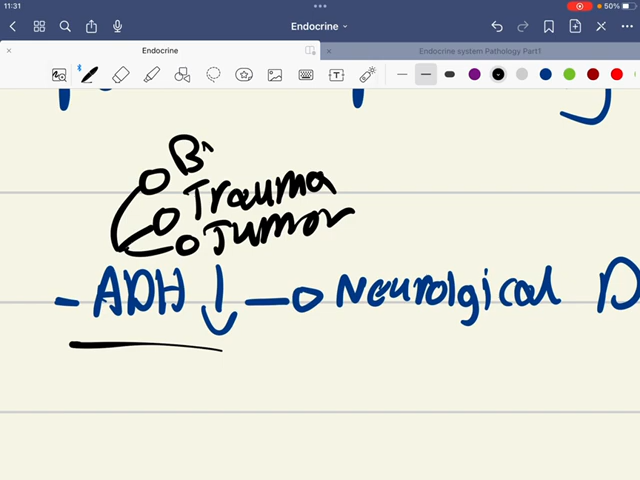 11:31
50%
Endocrine
Endocrine
Endocrine system Pathology Part1
Trauma
Tumor
- ADH ↓ Neurolgical D